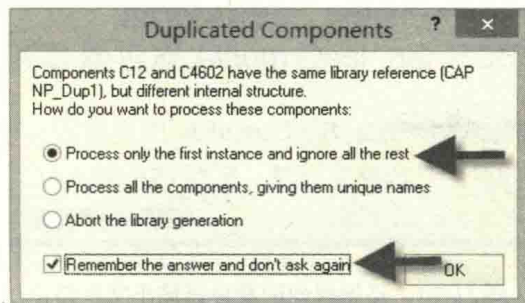 Duplicated Components ? ×
Components C12 and C4602 have the same library reference (CAP
NP_Dup1), but different internal structure.
How do you want to process these components:
Process only the first instance and ignore all the rest
Process all the components, giving them unique names
Abort the library generation
Remember the answer and don't ask again
OK